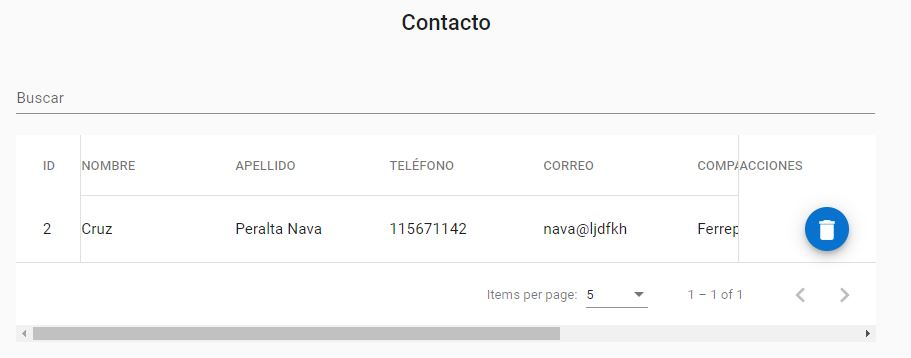 Contacto
Buscar
ID NOMBRE APELLIDO TELÉFONO CORREO COMPA ACCIONES
2 Cruz Peralta Nava 115671142 nava@ljdfkh Ferrep
Items per page: 5 1 – 1 of 1